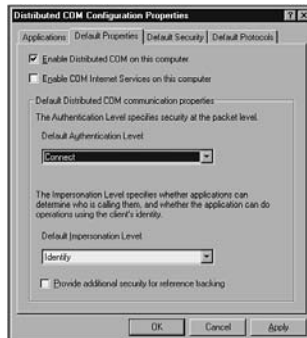 Distributed COM Configuration Properties
Applications Default Properties Default Security Default Protocols
Enable Distributed COM on this computer
Enable COM Internet Services on this computer
Default Distributed COM communication properties
The Authentication Level specifies security at the packet level.
Default Authentication Level:
Connect
The Impersonation Level specifies whether applications can
determine who is calling them, and whether the application can do
operations using the client's identity.
Default Impersonation Level:
Identify
Provide additional security for reference backing
OK Cancel Apply